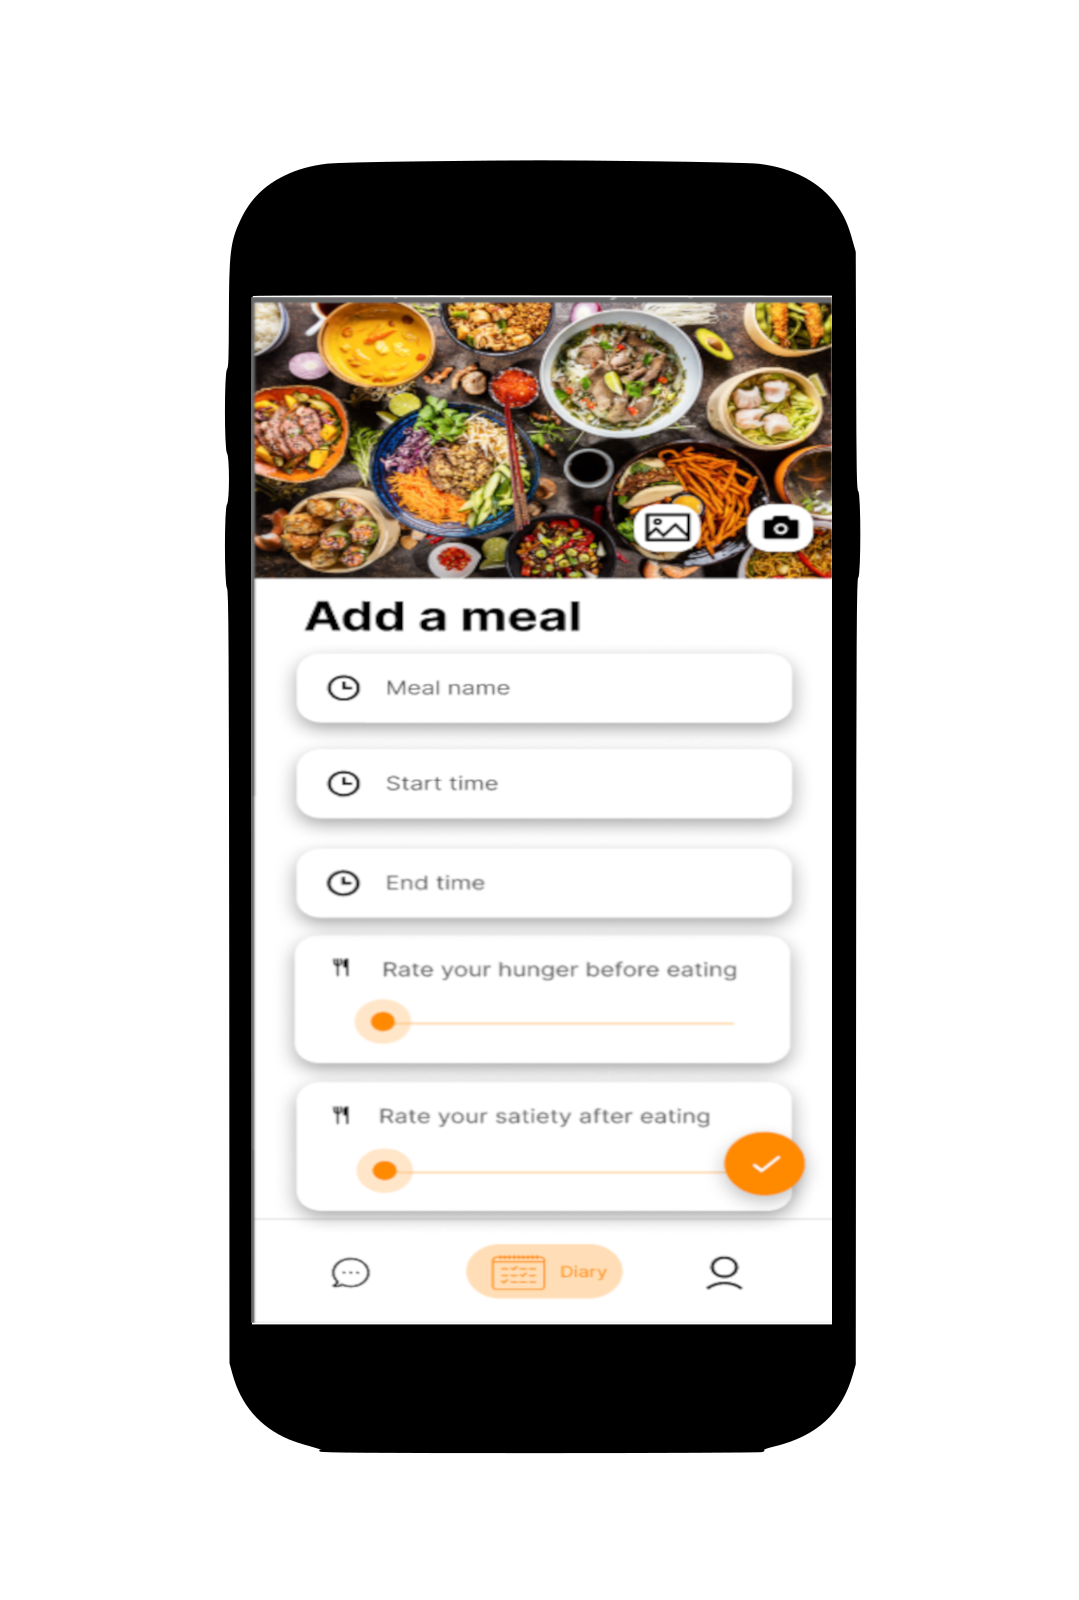 Add a meal
Meal name
Start time
End time
Rate your hunger before eating
Rate your satiety after eating
Diary